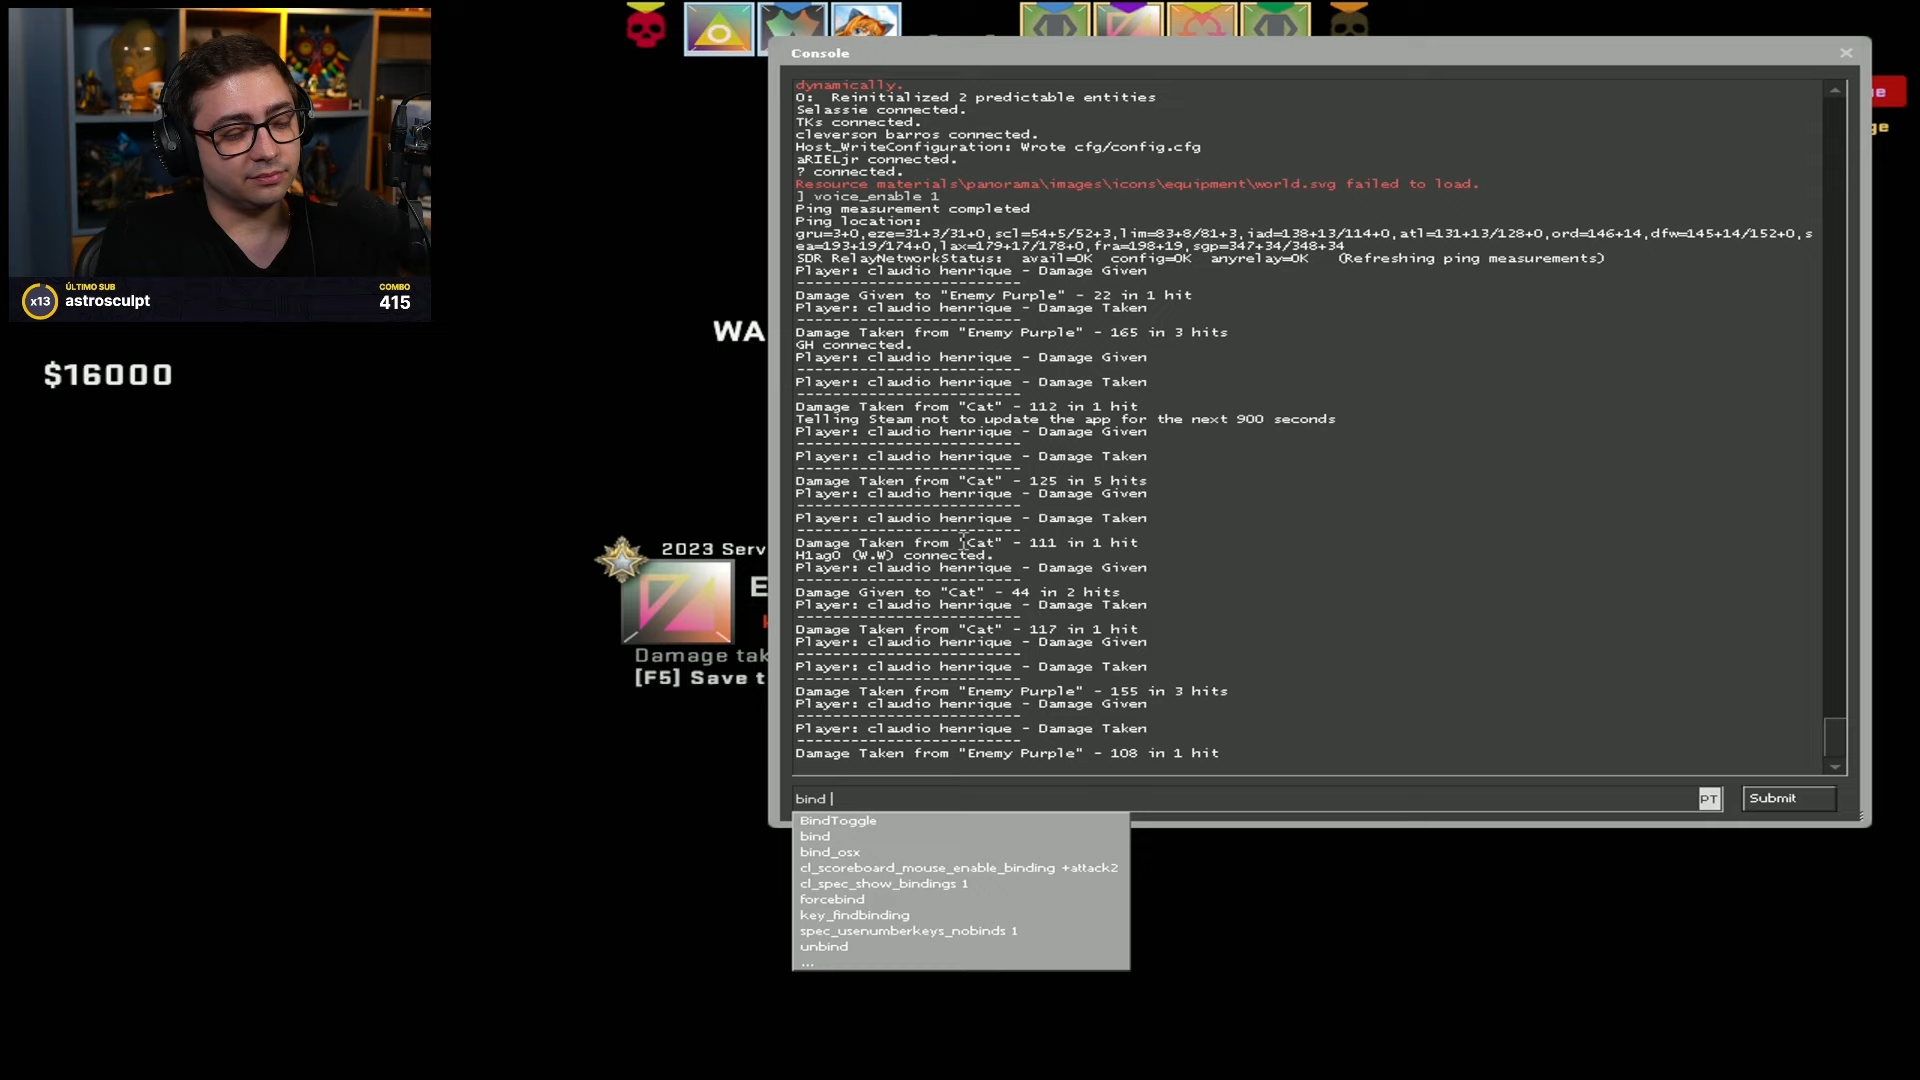 x13
ÚLTIMO SUB
astrosculpt
COMBO
415
$16000
WA
2023 Serv
E
Damage tak
[F5] Save t
Console
dynamically.
0:  Reinitialized 2 predictable entities
Selassie connected.
TKs connected.
cleverson barros connected.
Host_WriteConfiguration: Wrote cfg/config.cfg
aRIELjr connected.
? connected.
Resource materials\panorama\images\icons\equipment\world.svg failed to load.
] voice_enable 1
Ping measurement completed
Ping location:
gru=3+0,eze=31+3/31+0,scl=54+5/52+3,lim=83+8/81+3,iad=138+13/114+0,atl=131+13/128+0,ord=146+14,dfw=145+14/152+0,s
ea=193+19/174+0,lax=179+17/178+0,fra=198+19,sgp=347+34/348+34
SDR RelayNetworkStatus:  avail=OK  config=OK  anyrelay=OK   (Refreshing ping measurements)
Player: claudio henrique - Damage Given
-------------------------
Damage Given to "Enemy Purple" - 22 in 1 hit
Player: claudio henrique - Damage Taken
-------------------------
Damage Taken from "Enemy Purple" - 165 in 3 hits
GH connected.
Player: claudio henrique - Damage Given
-------------------------
Player: claudio henrique - Damage Taken
-------------------------
Damage Taken from "Cat" - 112 in 1 hit
Telling Steam not to update the app for the next 900 seconds
Player: claudio henrique - Damage Given
-------------------------
Player: claudio henrique - Damage Taken
-------------------------
Damage Taken from "Cat" - 125 in 5 hits
Player: claudio henrique - Damage Given
-------------------------
Player: claudio henrique - Damage Taken
-------------------------
Damage Taken from "Cat" - 111 in 1 hit
H1agO (W.W) connected.
Player: claudio henrique - Damage Given
-------------------------
Damage Given to "Cat" - 44 in 2 hits
Player: claudio henrique - Damage Taken
-------------------------
Damage Taken from "Cat" - 117 in 1 hit
Player: claudio henrique - Damage Given
-------------------------
Player: claudio henrique - Damage Taken
-------------------------
Damage Taken from "Enemy Purple" - 155 in 3 hits
Player: claudio henrique - Damage Given
-------------------------
Player: claudio henrique - Damage Taken
-------------------------
Damage Taken from "Enemy Purple" - 108 in 1 hit
bind
PT
Submit
BindToggle
bind
bind_osx
cl_scoreboard_mouse_enable_binding +attack2
cl_spec_show_bindings 1
forcebind
key_findbinding
spec_usenumberkeys_nobinds 1
unbind
...